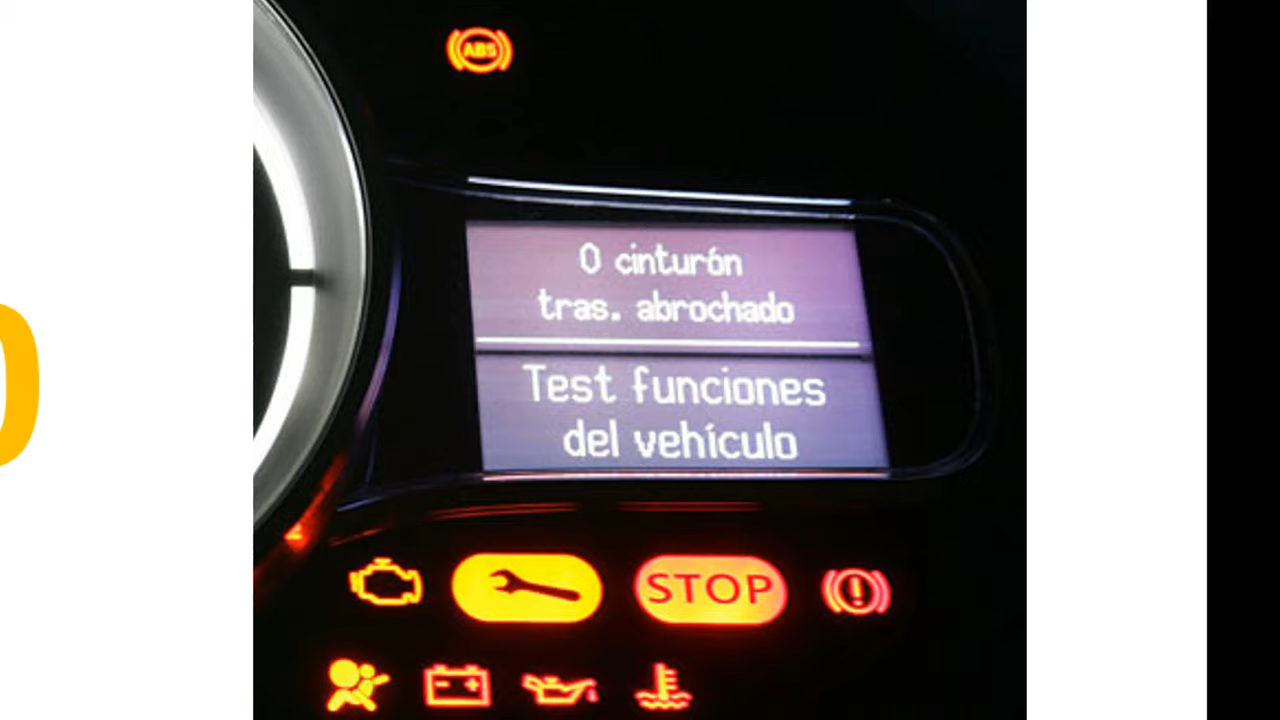 ABS
0 cinturón
tras. abrochado
Test funciones
del vehículo
STOP